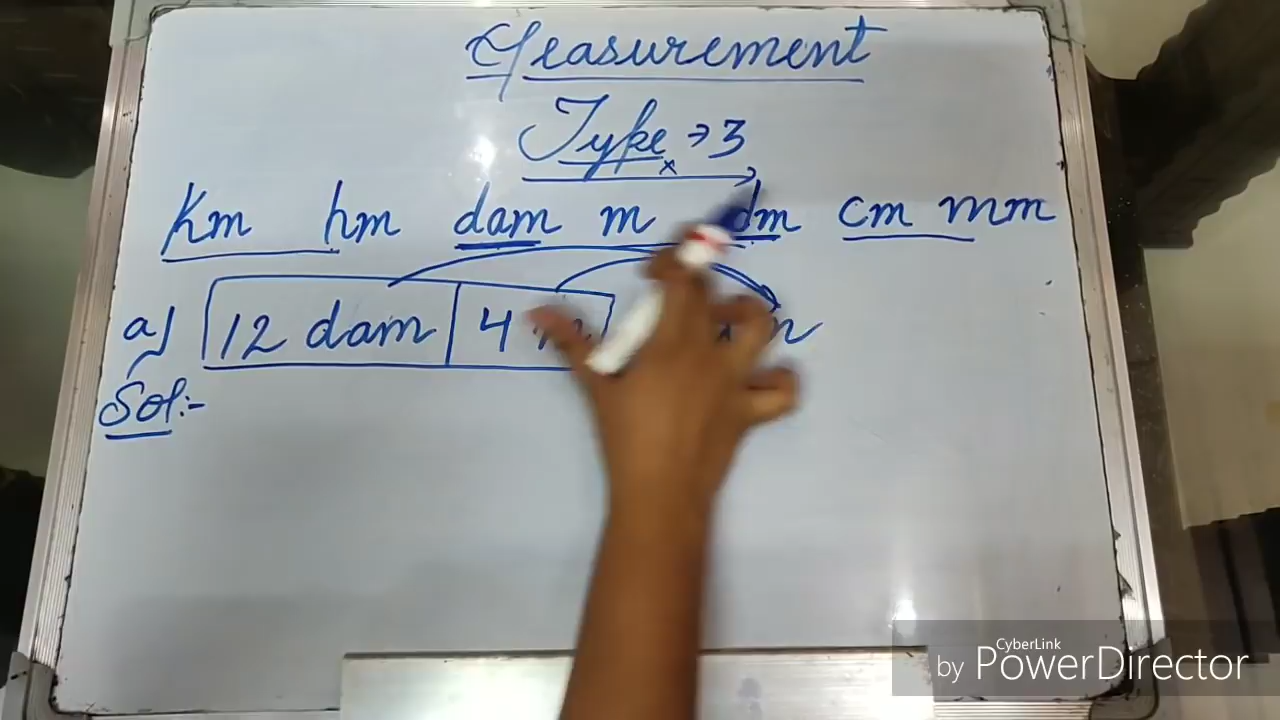 Measurement
Type → 3
x
Km hm dam m dm cm mm
a) 12 dam 4
Sol:-
CyberLink
by PowerDirector